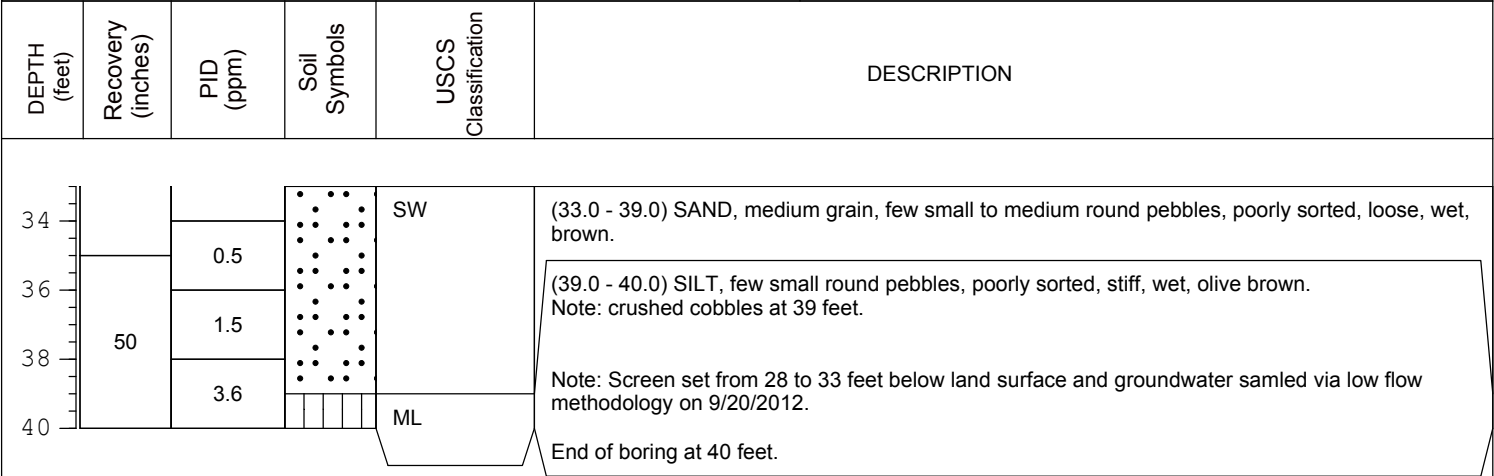 DEPTH
(feet)
Recovery
(inches)
PID
(ppm)
Soil
Symbols
USCS
Classification
DESCRIPTION
34
36
38
40
50
0.5
1.5
3.6
SW
ML
(33.0 - 39.0) SAND, medium grain, few small to medium round pebbles, poorly sorted, loose, wet,
brown.
(39.0 - 40.0) SILT, few small round pebbles, poorly sorted, stiff, wet, olive brown.
Note: crushed cobbles at 39 feet.
Note: Screen set from 28 to 33 feet below land surface and groundwater samled via low flow
methodology on 9/20/2012.
End of boring at 40 feet.